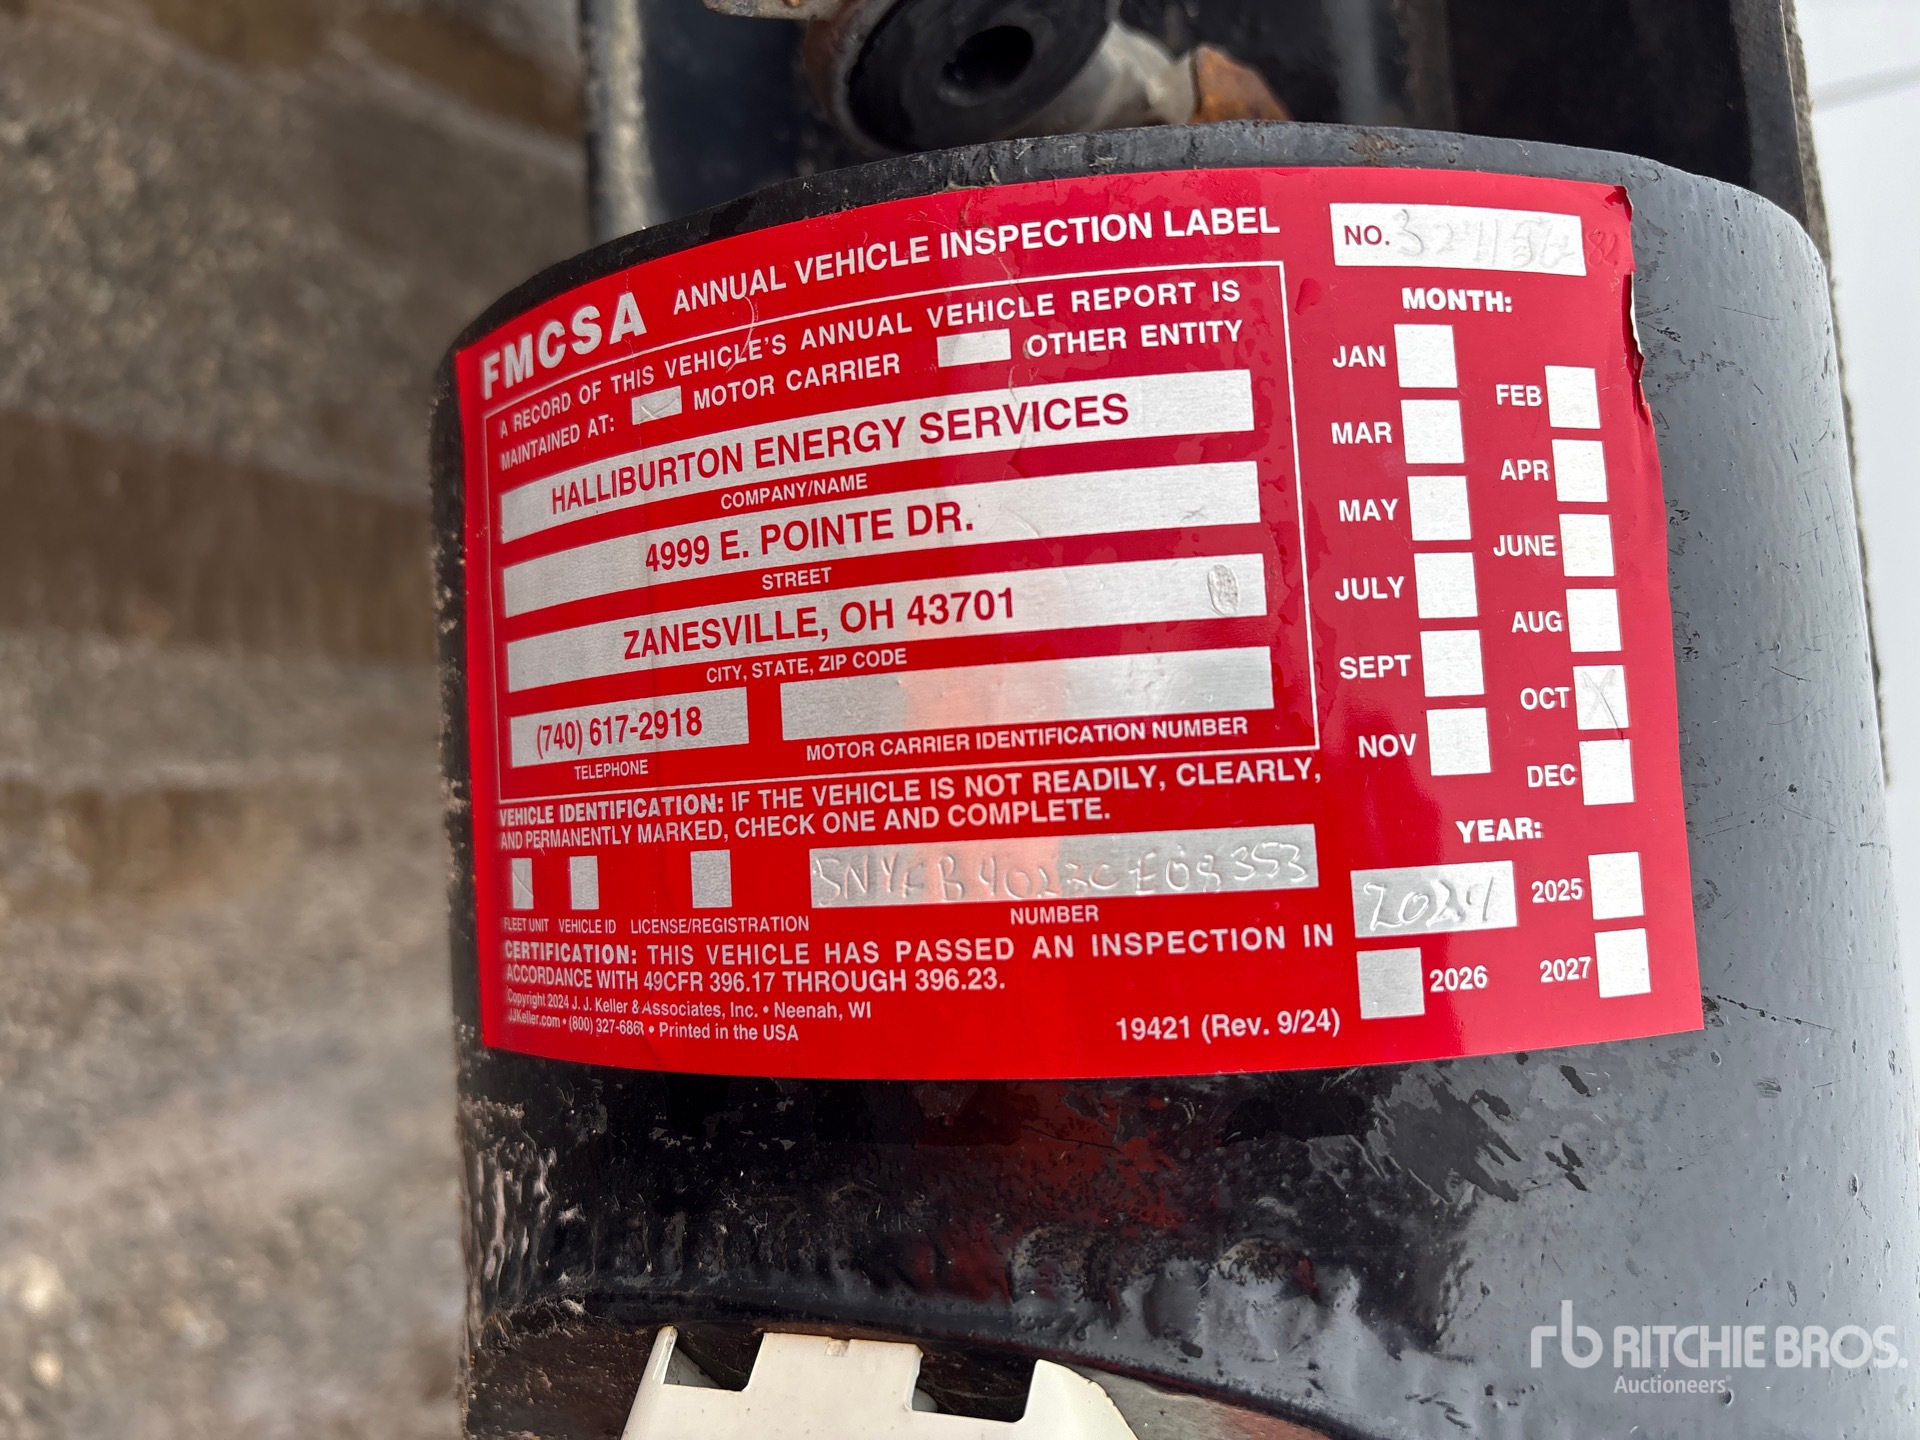 FMCSA ANNUAL VEHICLE INSPECTION LABEL
A RECORD OF THIS VEHICLE'S ANNUAL VEHICLE REPORT IS
MAINTAINED AT: MOTOR CARRIER OTHER ENTITY
HALLIBURTON ENERGY SERVICES
COMPANY/NAME
4999 E. POINTE DR.
STREET
ZANESVILLE, OH 43701
CITY, STATE, ZIP CODE
(740) 617-2918
TELEPHONE
MOTOR CARRIER IDENTIFICATION NUMBER
VEHICLE IDENTIFICATION: IF THE VEHICLE IS NOT READILY, CLEARLY,
AND PERMANENTLY MARKED, CHECK ONE AND COMPLETE.
FLEET UNIT VEHICLE ID LICENSE/REGISTRATION
NUMBER
CERTIFICATION: THIS VEHICLE HAS PASSED AN INSPECTION IN
ACCORDANCE WITH 49CFR 396.17 THROUGH 396.23.
Copyright 2024 J. J. Keller & Associates, Inc. • Neenah, WI
JJKeller.com • (800) 327-6868 • Printed in the USA
19421 (Rev. 9/24)
NO.
MONTH:
JAN
FEB
MAR
APR
MAY
JUNE
JULY
AUG
SEPT
OCT X
NOV
DEC
YEAR:
2024 2025
2026 2027
rb RITCHIE BROS.
Auctioneers